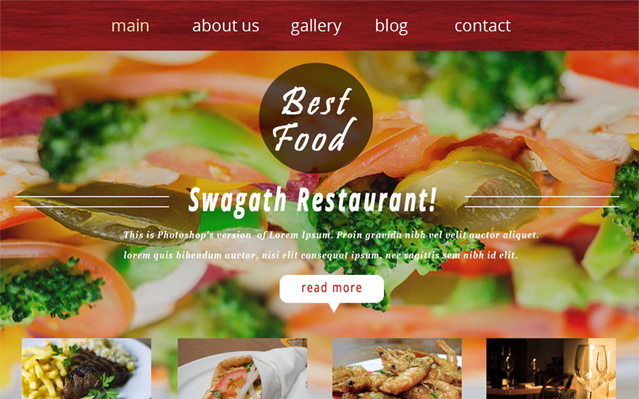 main about us gallery blog contact
Best
Food
Swagath Restaurant!
This is Photoshop's version of Lorem Ipsum. Proin gravida nibh vel velit auctor aliquet.
lorem quis bibendum auctor, nisi elit consequat ipsum, nec sagittis sem nibh id elit.
read more